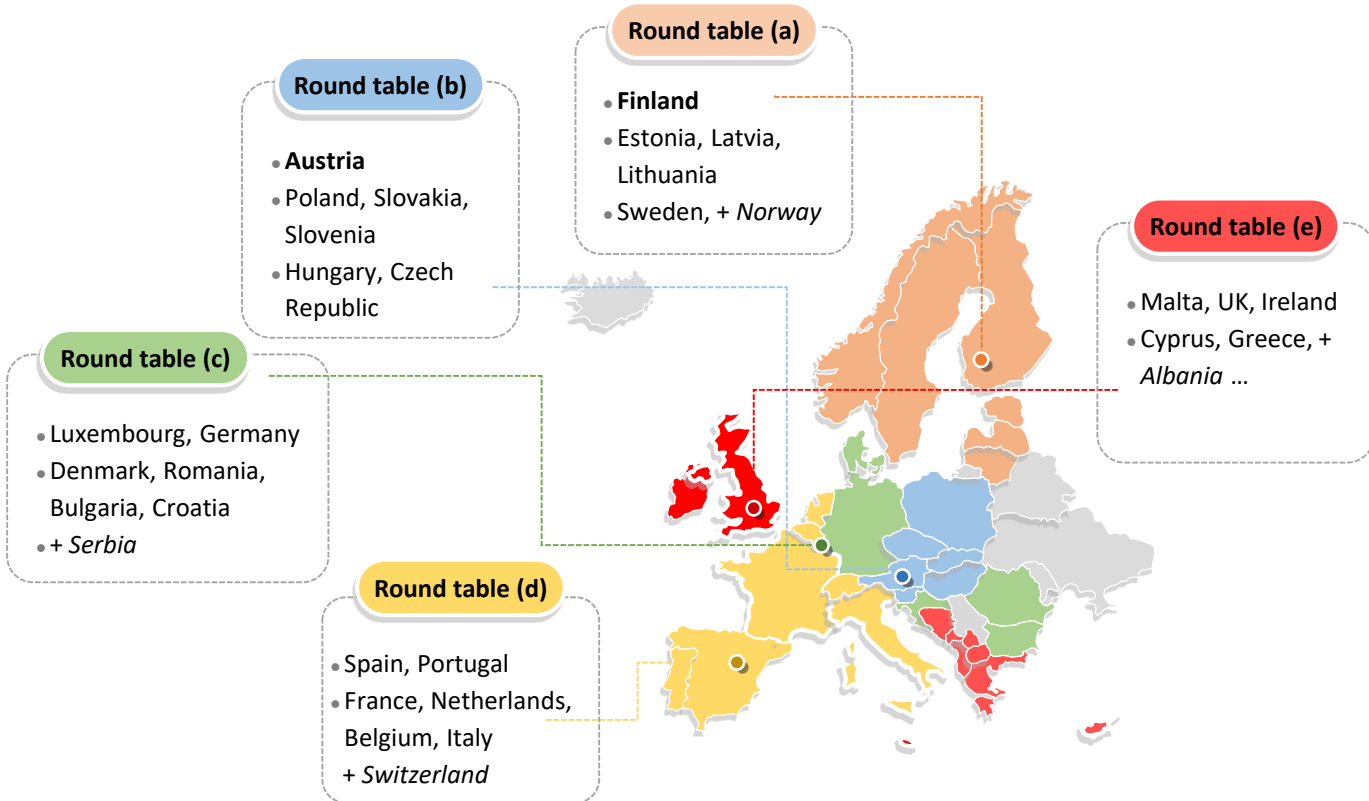 Round table (a)
• Finland
• Estonia, Latvia,
Lithuania
• Sweden, + Norway
Round table (b)
• Austria
• Poland, Slovakia,
Slovenia
• Hungary, Czech
Republic
Round table (e)
• Malta, UK, Ireland
• Cyprus, Greece, +
Albania ...
Round table (c)
• Luxembourg, Germany
• Denmark, Romania,
Bulgaria, Croatia
• + Serbia
Round table (d)
• Spain, Portugal
• France, Netherlands,
Belgium, Italy
+ Switzerland